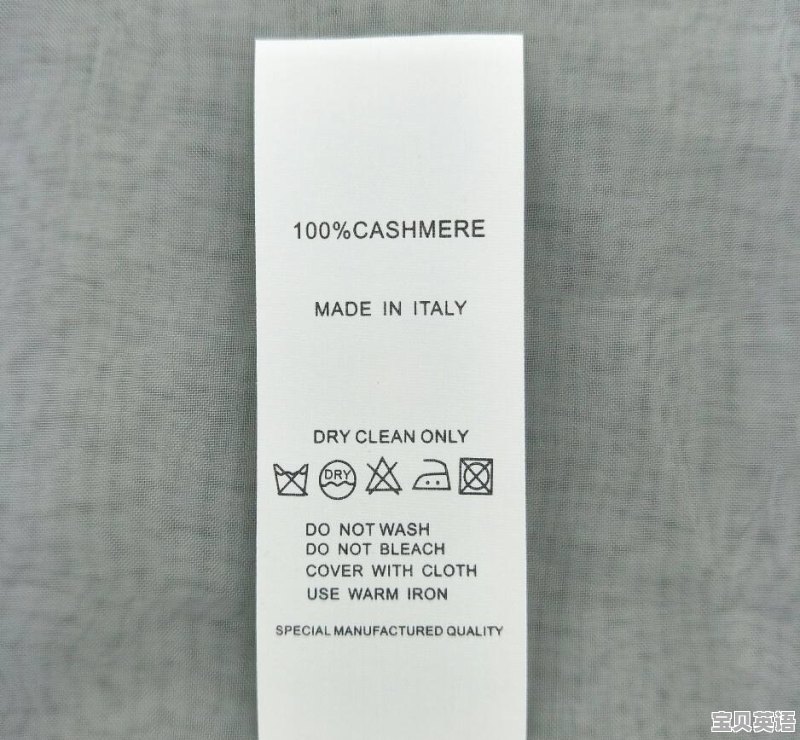 100%CASHMERE
MADE IN ITALY
DRY CLEAN ONLY
DRY
DO NOT WASH
DO NOT BLEACH
COVER WITH CLOTH
USE WARM IRON
SPECIAL MANUFACTURED QUALITY
宝贝英语